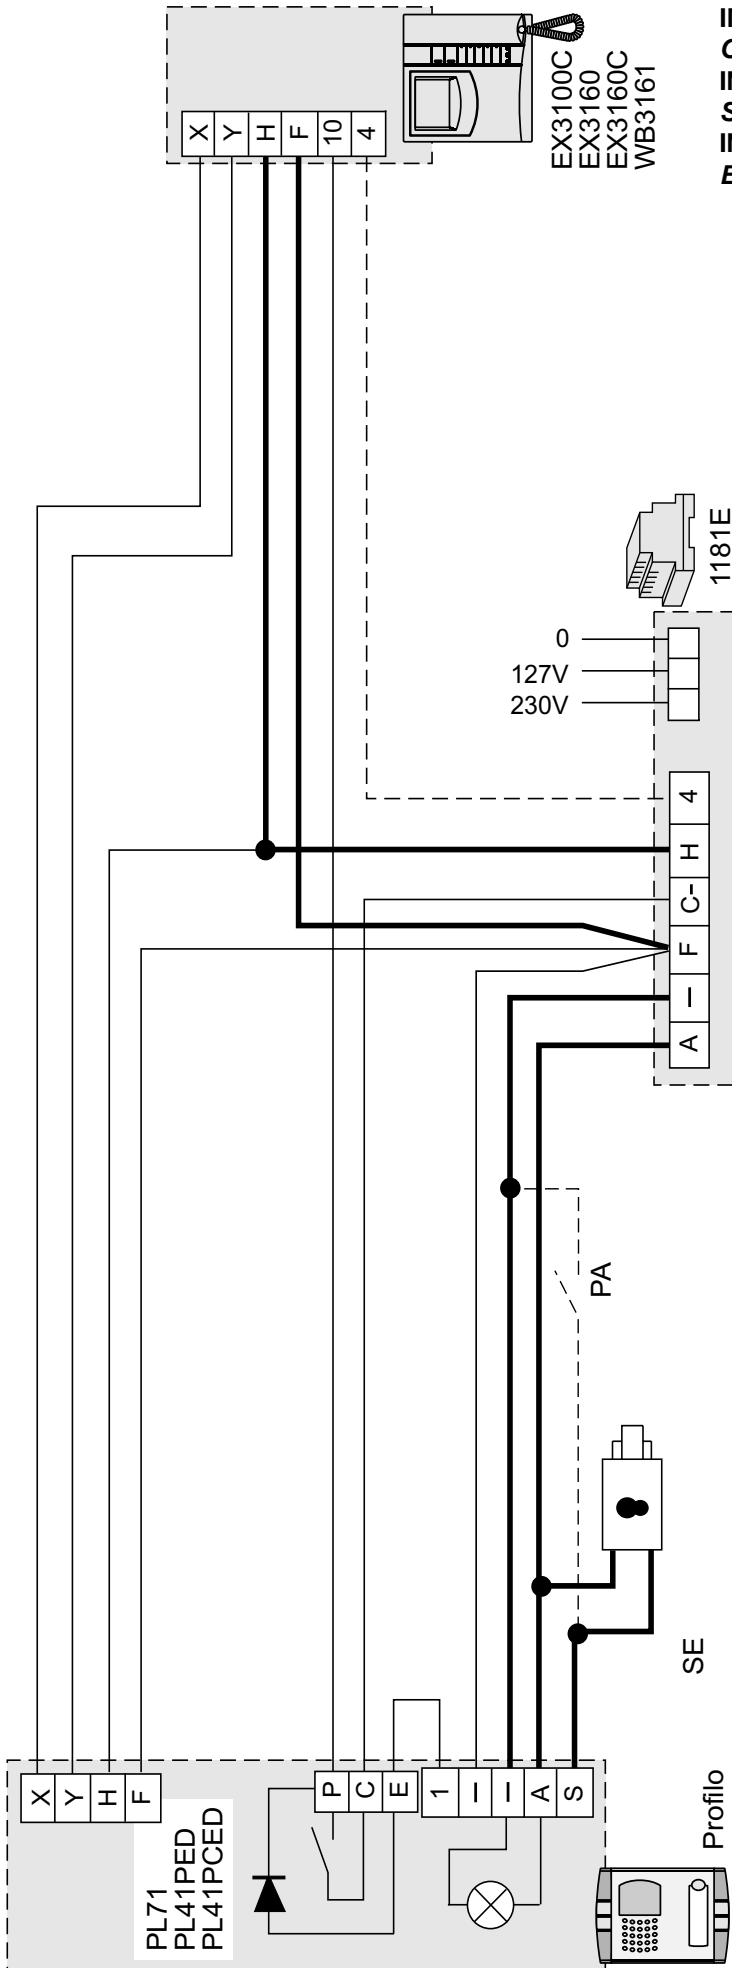 X
Y
H
F
10
4
EX3100C
EX3160
EX3160C
WB3161
1181E
0
127V
230V
4
H
C-
F
–
A
PA
SE
X
Y
H
F
PL71
PL41PED
PL41PCED
P
C
E
1
–
–
A
S
Profilo